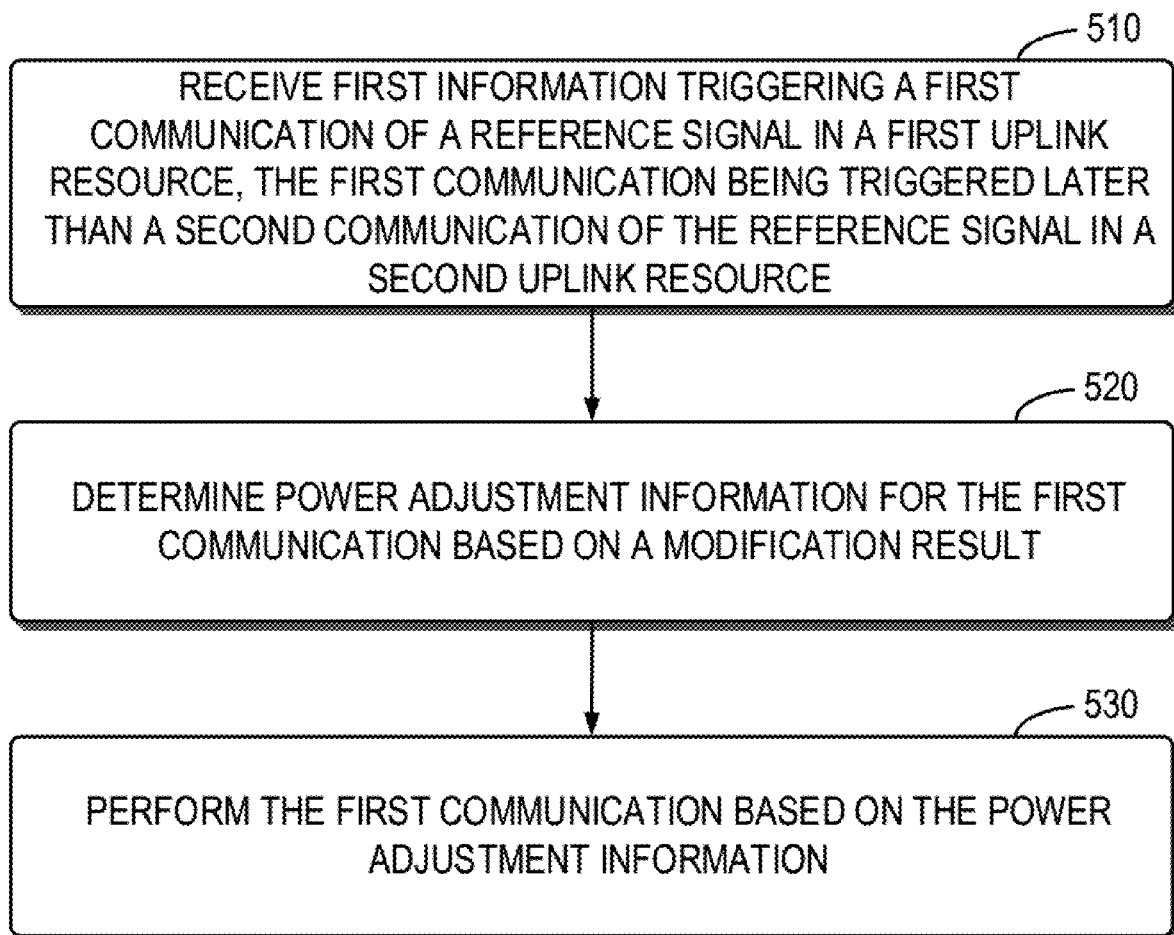 510
RECEIVE FIRST INFORMATION TRIGGERING A FIRST
COMMUNICATION OF A REFERENCE SIGNAL IN A FIRST UPLINK
RESOURCE, THE FIRST COMMUNICATION BEING TRIGGERED LATER
THAN A SECOND COMMUNICATION OF THE REFERENCE SIGNAL IN A
SECOND UPLINK RESOURCE
520
DETERMINE POWER ADJUSTMENT INFORMATION FOR THE FIRST
COMMUNICATION BASED ON A MODIFICATION RESULT
530
PERFORM THE FIRST COMMUNICATION BASED ON THE POWER
ADJUSTMENT INFORMATION